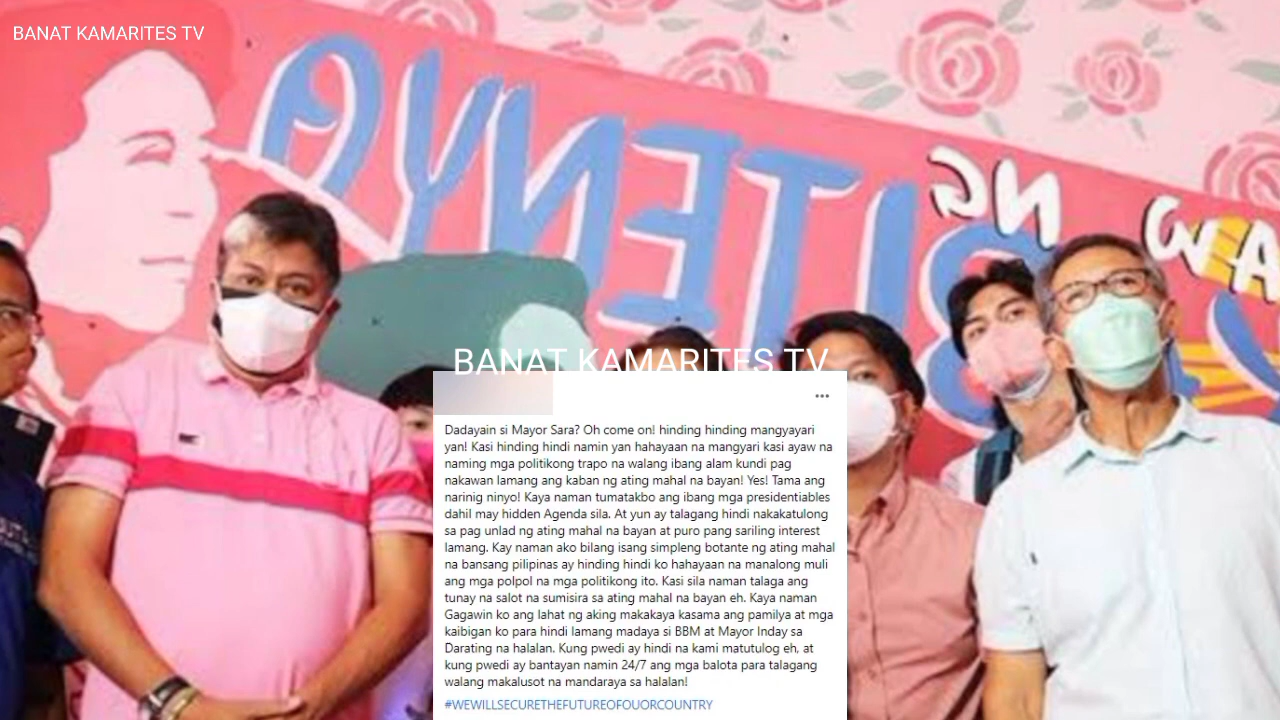 BANAT KAMARITES TV
BANAT KAMARITES TV
Dadayain si Mayor Sara? Oh come on! hinding hinding mangyayari
yan! Kasi hinding hindi namin yan hahayaan na mangyari kasi ayaw na
naming mga politikong trapo na walang ibang alam kundi pag
nakawan lamang ang kaban ng ating mahal na bayan! Yes! Tama ang
narinig ninyo! Kaya naman tumatakbo ang ibang mga presidentiables
dahil may hidden Agenda sila. At yun ay talagang hindi nakakatulong
sa pag unlad ng ating mahal na bayan at puro pang sariling interest
lamang. Kay naman ako bilang isang simpleng botante ng ating mahal
na bansang pilipinas ay hinding hindi ko hahayaan na manalong muli
ang mga polpol na mga politikong ito. Kasi sila naman talaga ang
tunay na salot na sumisira sa ating mahal na bayan eh. Kaya naman
Gagawin ko ang lahat ng aking makakaya kasama ang pamilya at mga
kaibigan ko para hindi lamang madaya si BBM at Mayor Inday sa
Darating na halalan. Kung pwedi ay hindi na kami matutulog eh, at
kung pwedi ay bantayan namin 24/7 ang mga balota para talagang
walang makalusot na mandaraya sa halalan!
#WEWILLSECURETHEFUTUREOFOUORCOUNTRY